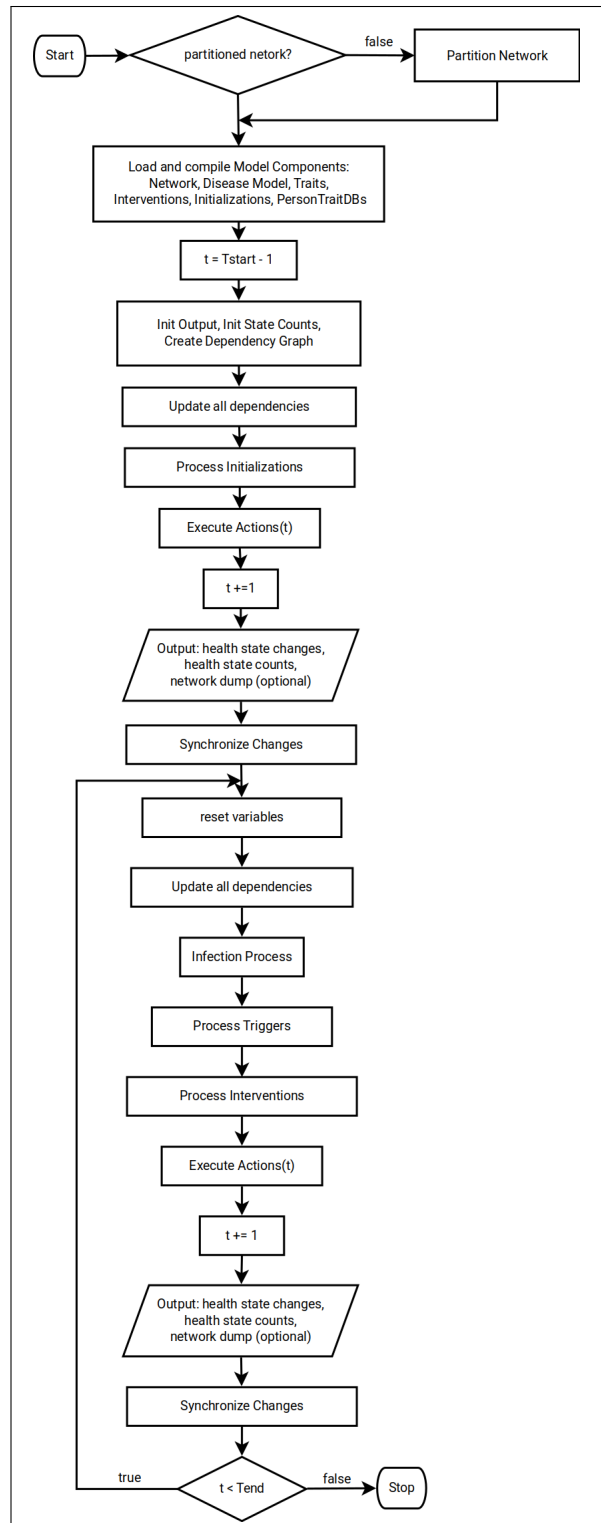 Start
partitioned netork?
false
Partition Network
Load and compile Model Components:
Network, Disease Model, Traits,
Interventions, Initializations, PersonTraitDBs
t = Tstart - 1
Init Output, Init State Counts,
Create Dependency Graph
Update all dependencies
Process Initializations
Execute Actions(t)
t +=1
Output: health state changes,
health state counts,
network dump (optional)
Synchronize Changes
reset variables
Update all dependencies
Infection Process
Process Triggers
Process Interventions
Execute Actions(t)
t += 1
Output: health state changes,
health state counts,
network dump (optional)
Synchronize Changes
true
t < Tend
false
Stop